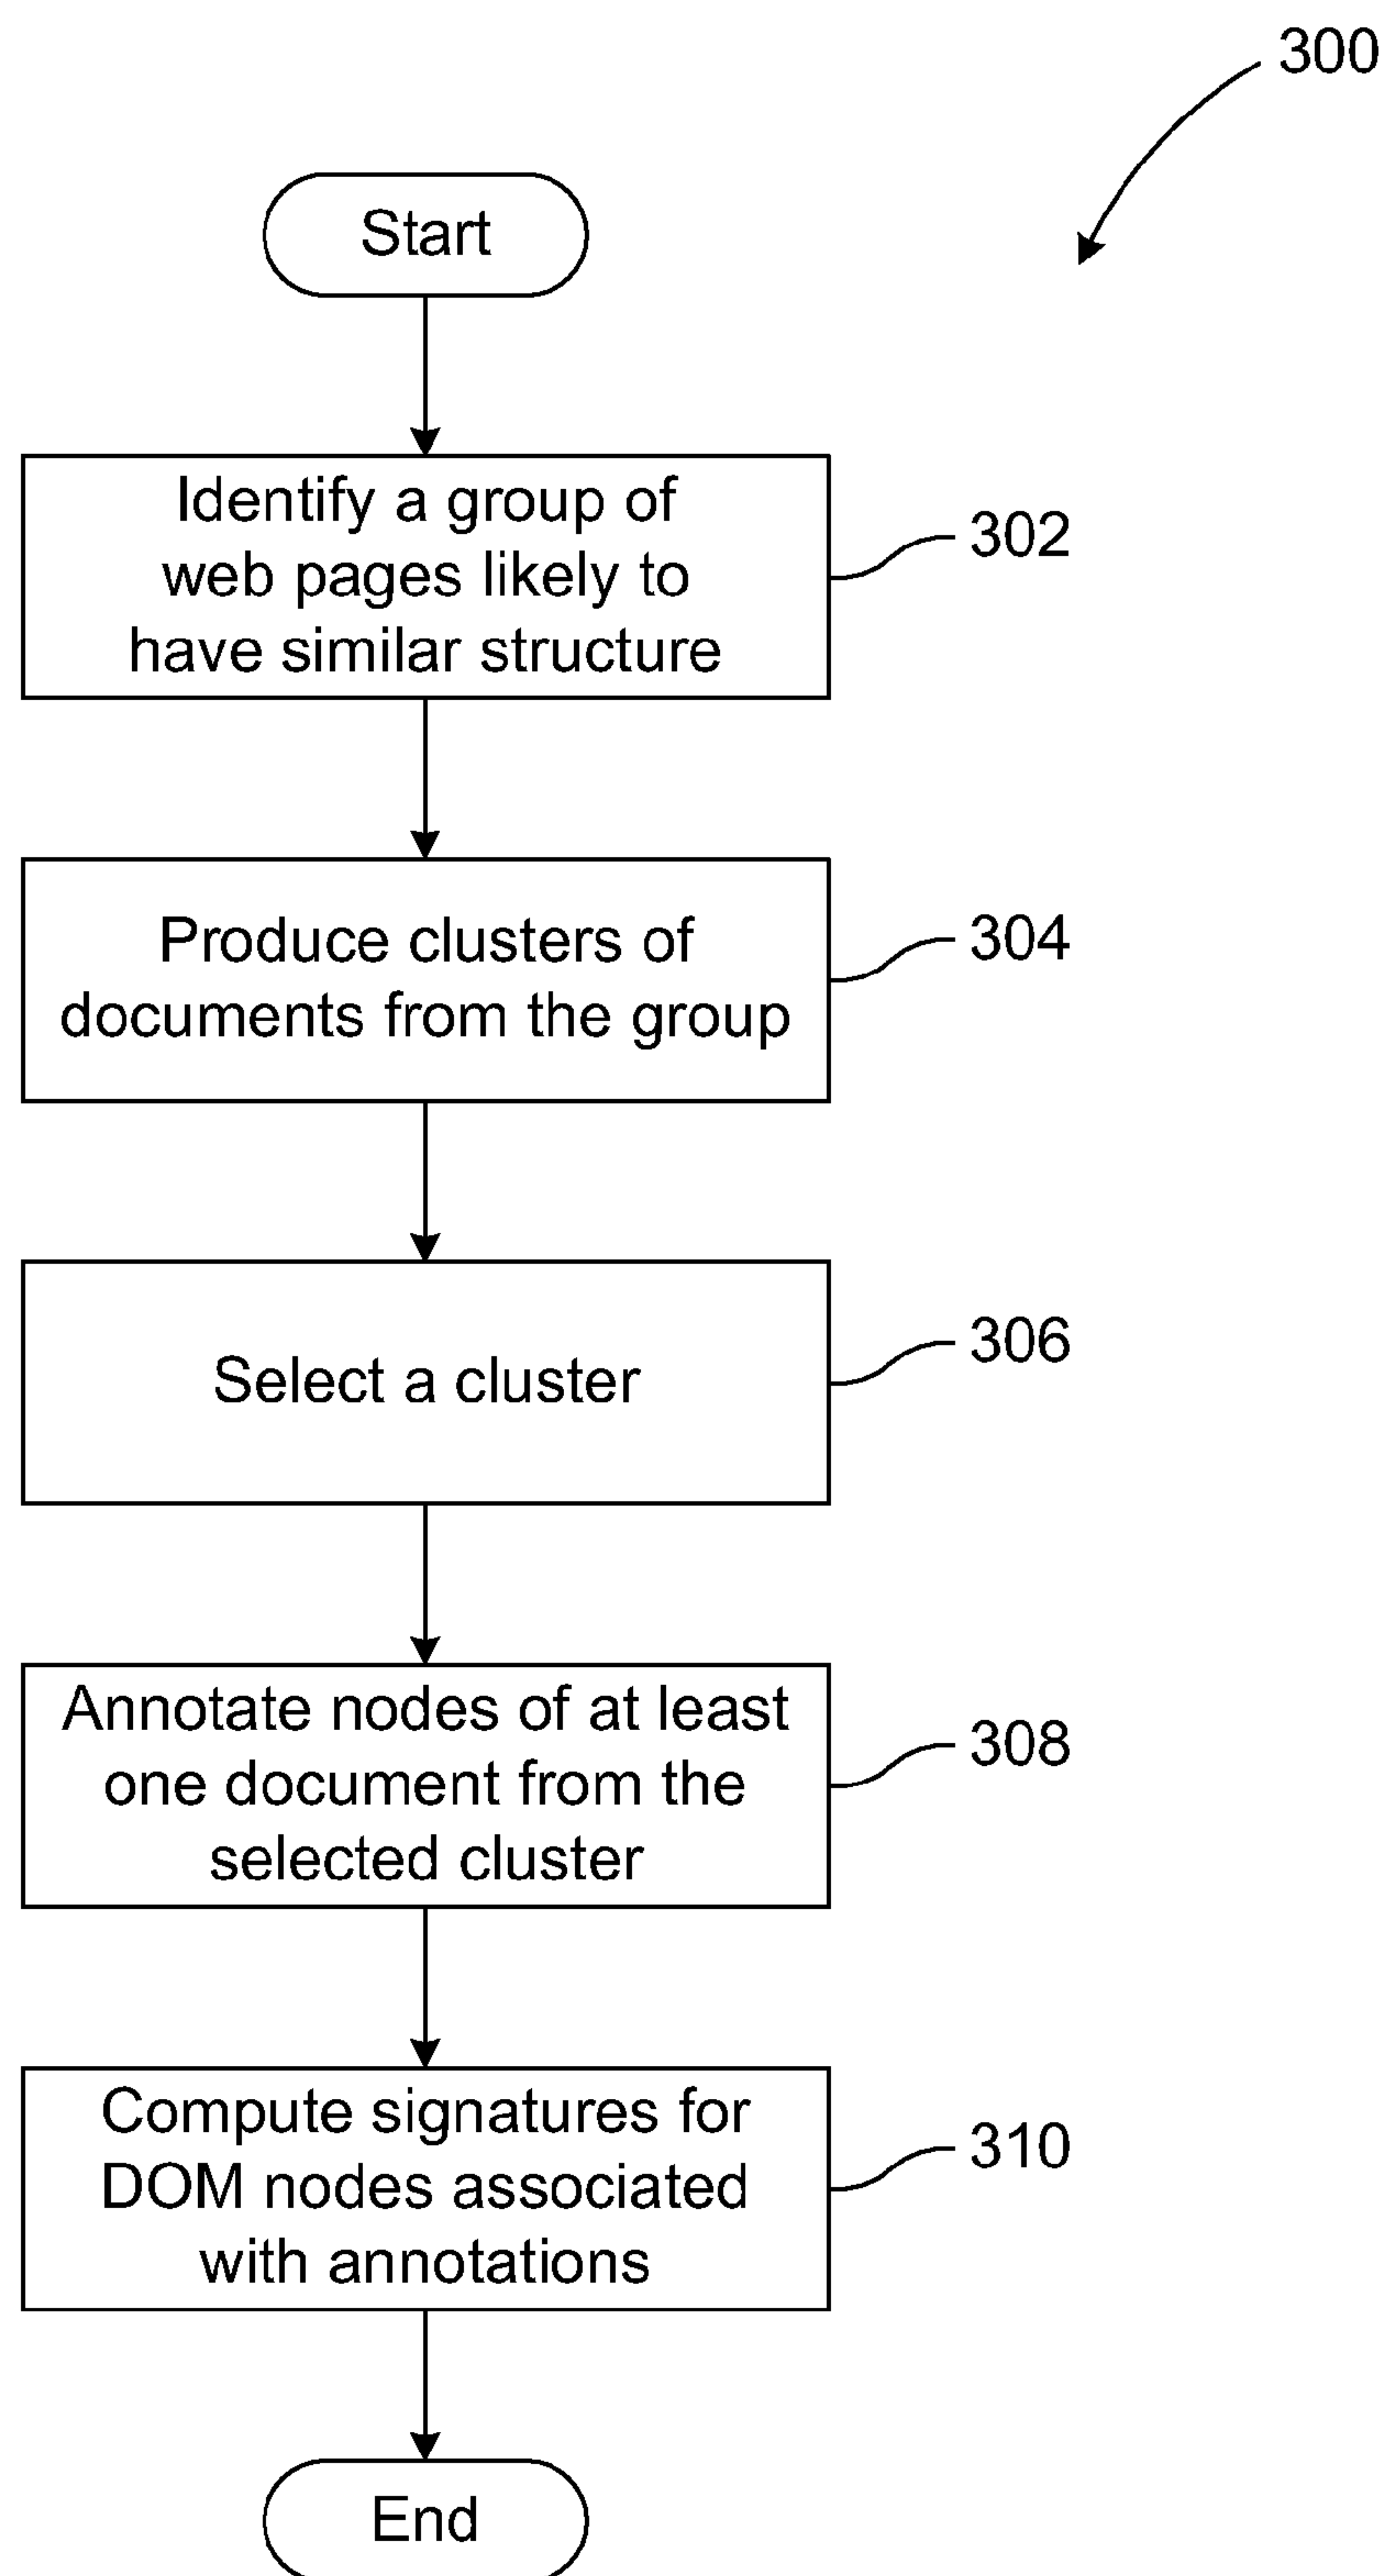 300
Start
Identify a group of
web pages likely to
have similar structure
302
Produce clusters of
documents from the group
304
Select a cluster
306
Annotate nodes of at least
one document from the
selected cluster
308
Compute signatures for
DOM nodes associated
with annotations
310
End